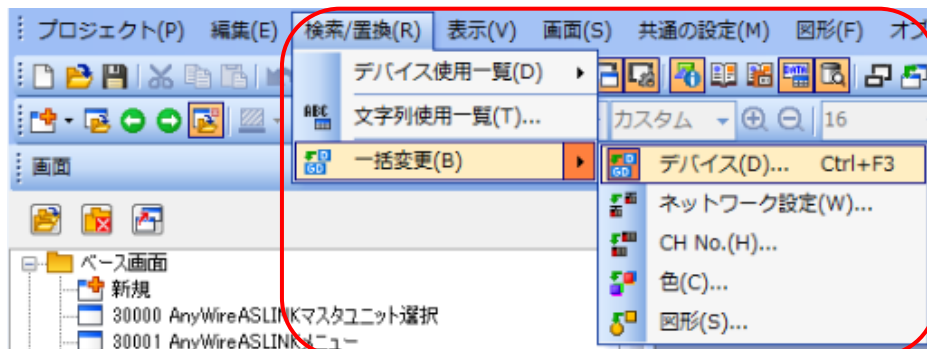 プロジェクト(P) 編集(E) 検索/置換(R) 表示(V) 画面(S) 共通の設定(M) 図形(F) オプ
デバイス使用一覧(D)
ABC 文字列使用一覧(T)... カスタム 16
画面 一括変更(B) デバイス(D)... Ctrl+F3
ネットワーク設定(W)...
CH No.(H)...
ベース画面 色(C)...
新規
30000 AnyWireASLINKマスタユニット選択 図形(S)...
30001 AnyWireASLINKメニュー